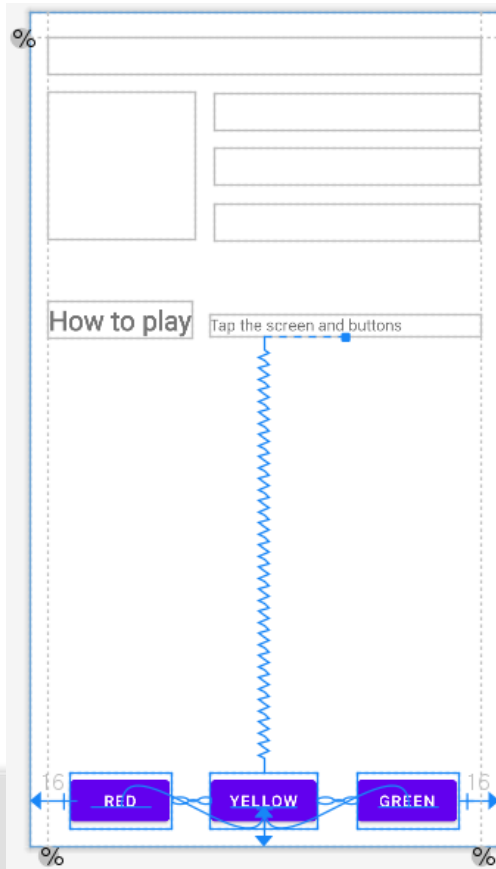 %
How to play
Tap the screen and buttons
16
16
RED
YELLOW
GREEN
%
%